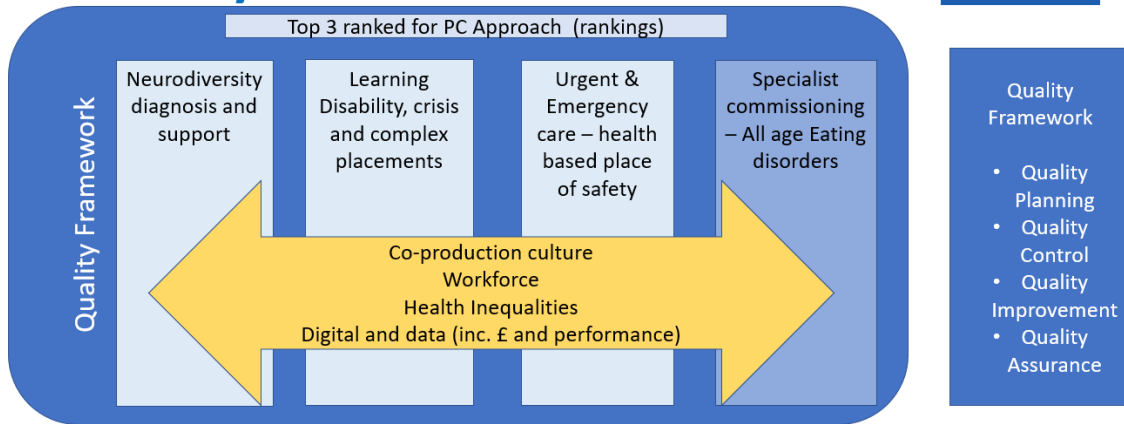 Top 3 ranked for PC Approach (rankings)
Quality Framework
Neurodiversity
diagnosis and
support
Learning
Disability, crisis
and complex
placements
Urgent &
Emergency
care – health
based place
of safety
Specialist
commissioning
– All age Eating
disorders
Co-production culture
Workforce
Health Inequalities
Digital and data (inc. £ and performance)
Quality
Framework
• Quality
Planning
• Quality
Control
• Quality
Improvement
• Quality
Assurance